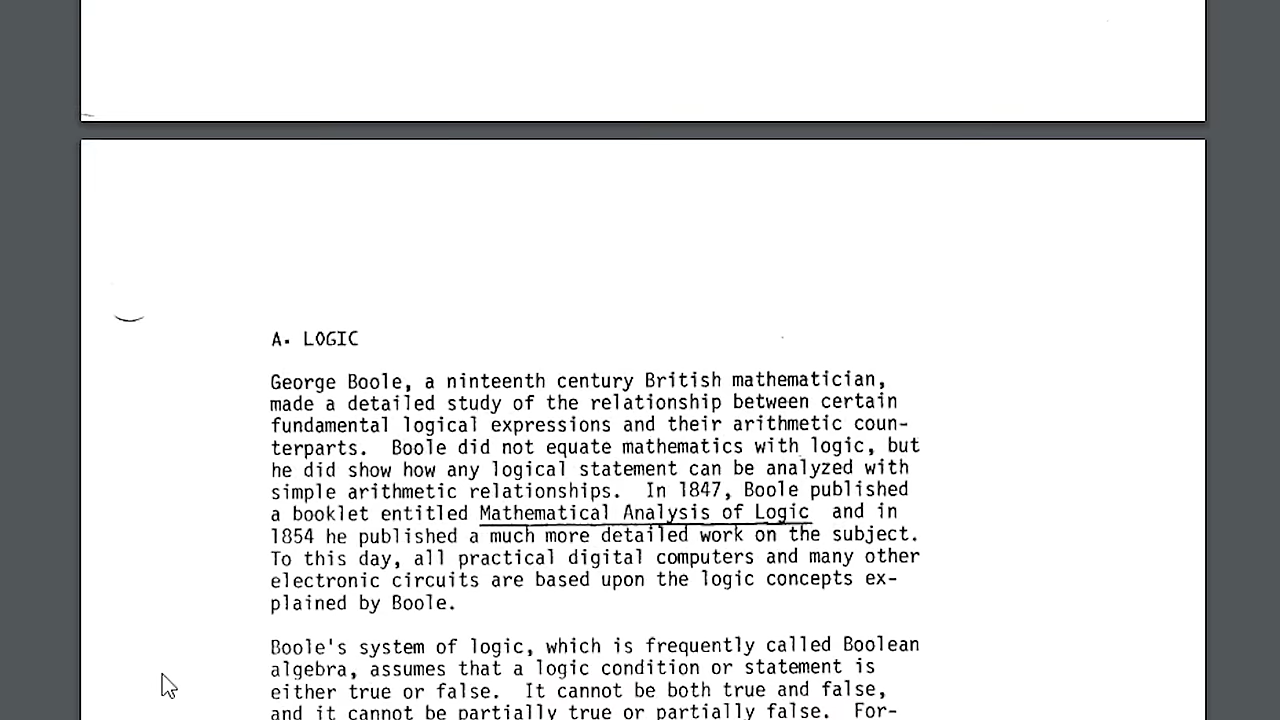 A. LOGIC
George Boole, a ninteenth century British mathematician,
made a detailed study of the relationship between certain
fundamental logical expressions and their arithmetic coun-
terparts. Boole did not equate mathematics with logic, but
he did show how any logical statement can be analyzed with
simple arithmetic relationships. In 1847, Boole published
a booklet entitled Mathematical Analysis of Logic and in
1854 he published a much more detailed work on the subject.
To this day, all practical digital computers and many other
electronic circuits are based upon the logic concepts ex-
plained by Boole.
Boole's system of logic, which is frequently called Boolean
algebra, assumes that a logic condition or statement is
either true or false. It cannot be both true and false,
and it cannot be partially true or partially false. For-